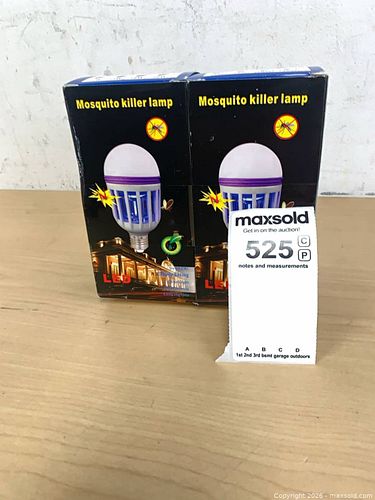 Mosquito killer lamp
Mosquito killer lamp
LED
maxsold
Get in on the auction!
525 C
P
notes and measurements
A B C D
1st 2nd 3rd bsmt garage outdoors
Copyright 2026 - maxsold.com